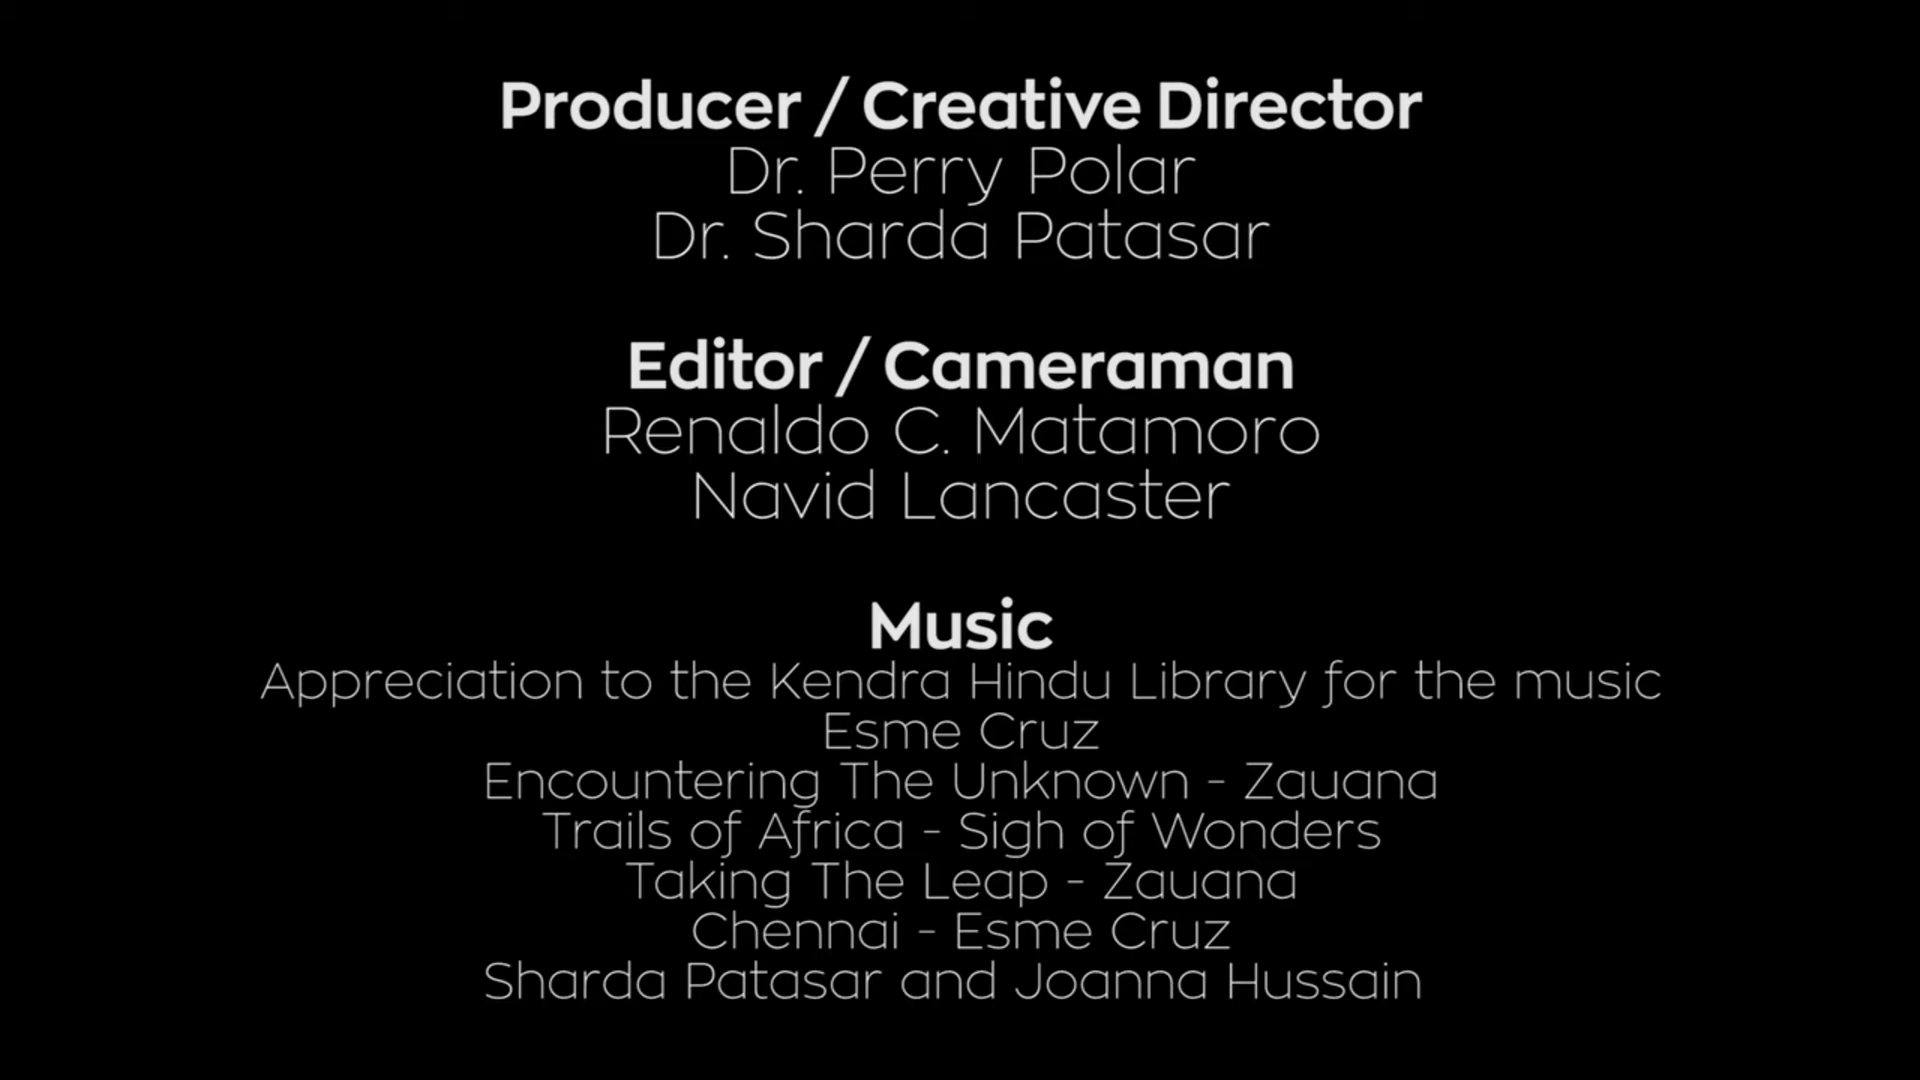 Producer / Creative Director
Dr. Perry Polar
Dr. Sharda Patasar
Editor / Cameraman
Renaldo C. Matamoro
Navid Lancaster
Music
Appreciation to the Kendra Hindu Library for the music
Esme Cruz
Encountering The Unknown - Zauana
Trails of Africa - Sigh of Wonders
Taking The Leap - Zauana
Chennai - Esme Cruz
Sharda Patasar and Joanna Hussain